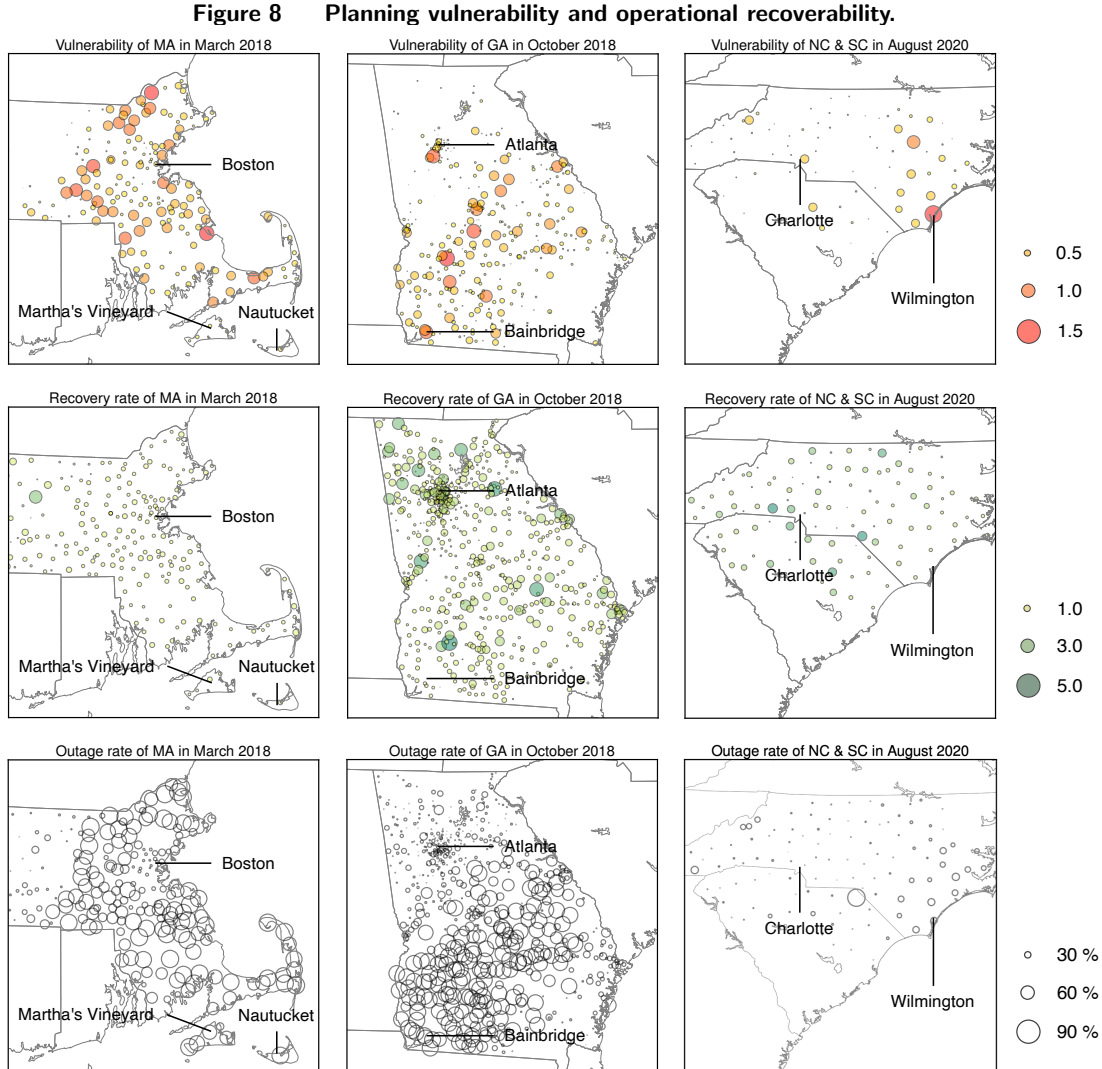 Figure 8 Planning vulnerability and operational recoverability.
Vulnerability of MA in March 2018
Vulnerability of GA in October 2018
Vulnerability of NC & SC in August 2020
Boston
Martha's Vineyard
Nautucket
Atlanta
Bainbridge
Charlotte
Wilmington
0.5
1.0
1.5
Recovery rate of MA in March 2018
Recovery rate of GA in October 2018
Recovery rate of NC & SC in August 2020
Boston
Martha's Vineyard
Nautucket
Atlanta
Bainbridge
Charlotte
Wilmington
1.0
3.0
5.0
Outage rate of MA in March 2018
Outage rate of GA in October 2018
Outage rate of NC & SC in August 2020
Boston
Martha's Vineyard
Nautucket
Atlanta
Bainbridge
Charlotte
Wilmington
30 %
60 %
90 %